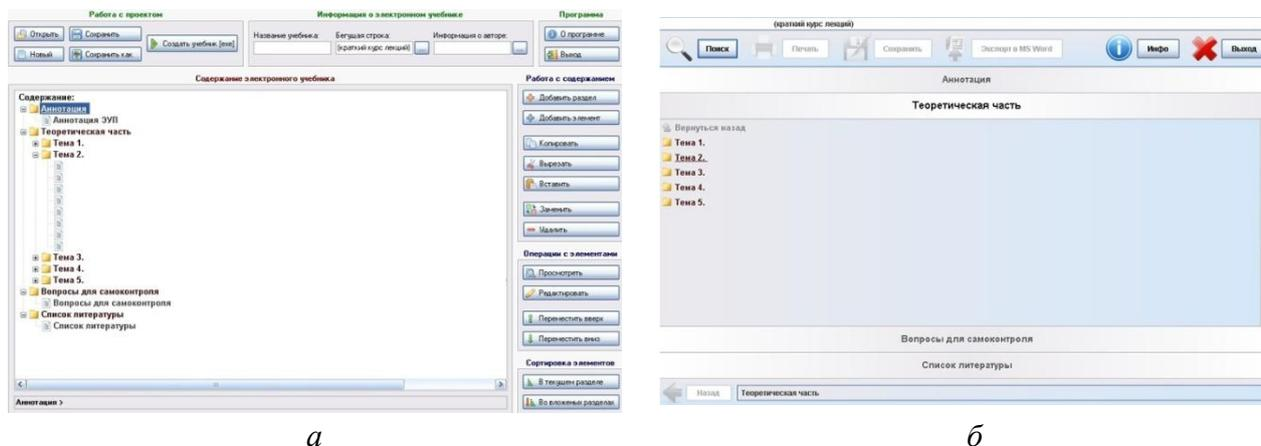 Работа с проектом
Информация о электронном учебнике
Программа
Открыть
Сохранить
Создать учебник [exe]
Название учебника:
Бегущая строка:
Информация о авторе:
О программе
Новый
Сохранить как
(краткий курс лекций)
...
...
Выход
Содержание электронного учебника
Работа с содержанием
Содержание:
Аннотация
Аннотация ЭУП
Теоретическая часть
Тема 1.
Тема 2.
Тема 3.
Тема 4.
Тема 5.
Вопросы для самоконтроля
Вопросы для самоконтроля
Список литературы
Список литературы
Добавить раздел
Добавить элемент
Копировать
Вырезать
Вставить
Заменить
Удалить
Операции с элементами
Просмотреть
Редактировать
Переместить вверх
Переместить вниз
Сортировка элементов
В текущем разделе
Во вложеных разделах
Аннотация >
а
(краткий курс лекций)
Поиск
Печать
Сохранить
Экспорт в MS Word
Инфо
Выход
Аннотация
Теоретическая часть
Вернуться назад
Тема 1.
Тема 2.
Тема 3.
Тема 4.
Тема 5.
Вопросы для самоконтроля
Список литературы
Назад
Теоретическая часть
б